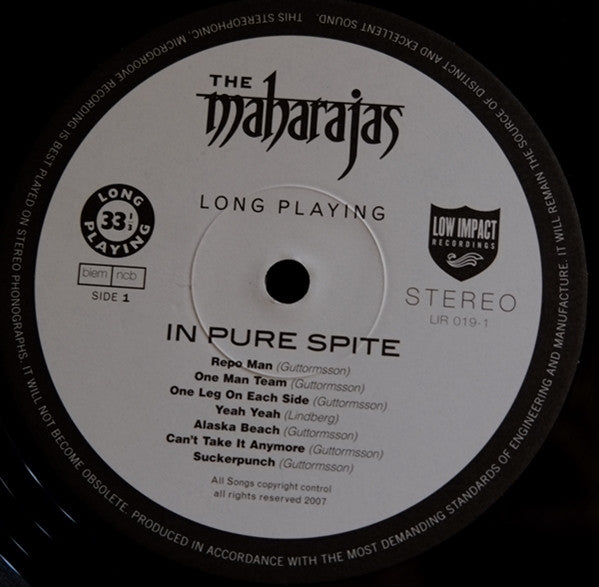 THE
maharajas
LONG PLAYING
LONG
33 1/3
PLAYING
biem ncb
SIDE 1
LOW IMPACT
RECORDINGS
STEREO
LIR 019-1
IN PURE SPITE
Repo Man (Guttormsson)
One Man Team (Guttormsson)
One Leg On Each Side (Guttormsson)
Yeah Yeah (Lindberg)
Alaska Beach (Guttormsson)
Can't Take It Anymore (Guttormsson)
Suckerpunch (Guttormsson)
All Songs copyright control
all rights reserved 2007
THIS STEREOPHONIC, MICROGROOVE RECORDING IS BEST PLAYED ON STEREO PHONOGRAPHS. IT WILL NOT BECOME OBSOLETE. PRODUCED IN ACCORDANCE WITH THE MOST DEMANDING STANDARDS OF ENGINEERING AND MANUFACTURE. IT WILL REMAIN THE SOURCE OF DISTINCT AND EXCELLENT SOUND.